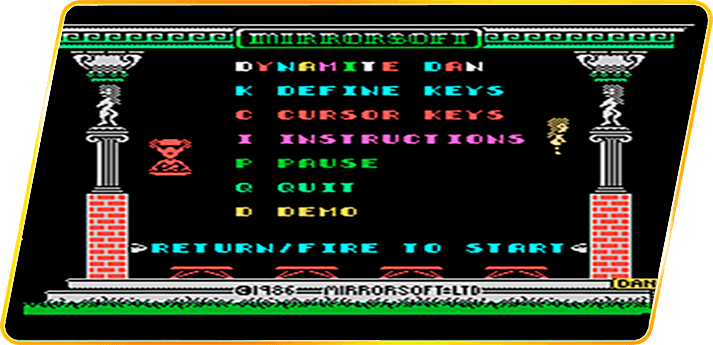 MIRRORSOFT
DYNAMITE DAN
K DEFINE KEYS
C CURSOR KEYS
I INSTRUCTIONS
P PAUSE
Q QUIT
D DEMO
RETURN/FIRE TO START
DAN
©1986 MIRRORSOFT LTD